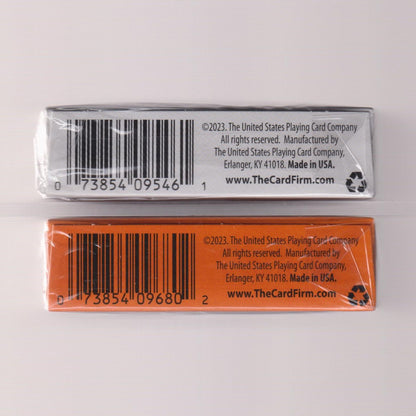 ©2023. The United States Playing Card Company
All rights reserved. Manufactured by
The United States Playing Card Company,
Erlanger, KY 41018. Made in USA.
www.TheCardFirm.com
0 73854 09546 1
©2023. The United States Playing Card Company
All rights reserved. Manufactured by
The United States Playing Card Company,
Erlanger, KY 41018. Made in USA.
www.TheCardFirm.com
0 73854 09680 2